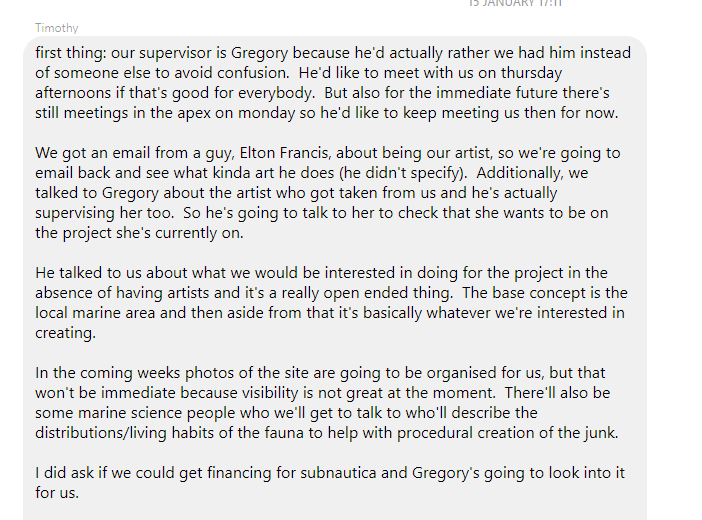 15 JANUARY 17:11
Timothy
first thing: our supervisor is Gregory because he'd actually rather we had him instead
of someone else to avoid confusion.  He'd like to meet with us on thursday
afternoons if that's good for everybody.  But also for the immediate future there's
still meetings in the apex on monday so he'd like to keep meeting us then for now.
We got an email from a guy, Elton Francis, about being our artist, so we're going to
email back and see what kinda art he does (he didn't specify).  Additionally, we
talked to Gregory about the artist who got taken from us and he's actually
supervising her too.  So he's going to talk to her to check that she wants to be on
the project she's currently on.
He talked to us about what we would be interested in doing for the project in the
absence of having artists and it's a really open ended thing.  The base concept is the
local marine area and then aside from that it's basically whatever we're interested in
creating.
In the coming weeks photos of the site are going to be organised for us, but that
won't be immediate because visibility is not great at the moment.  There'll also be
some marine science people who we'll get to talk to who'll describe the
distributions/living habits of the fauna to help with procedural creation of the junk.
I did ask if we could get financing for subnautica and Gregory's going to look into it
for us.